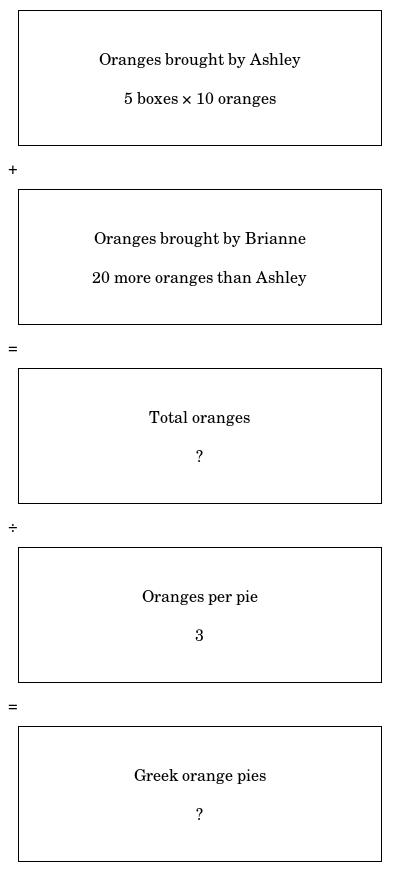 Oranges brought by Ashley
5 boxes × 10 oranges
+
Oranges brought by Brianne
20 more oranges than Ashley
=
Total oranges
?
÷
Oranges per pie
3
=
Greek orange pies
?